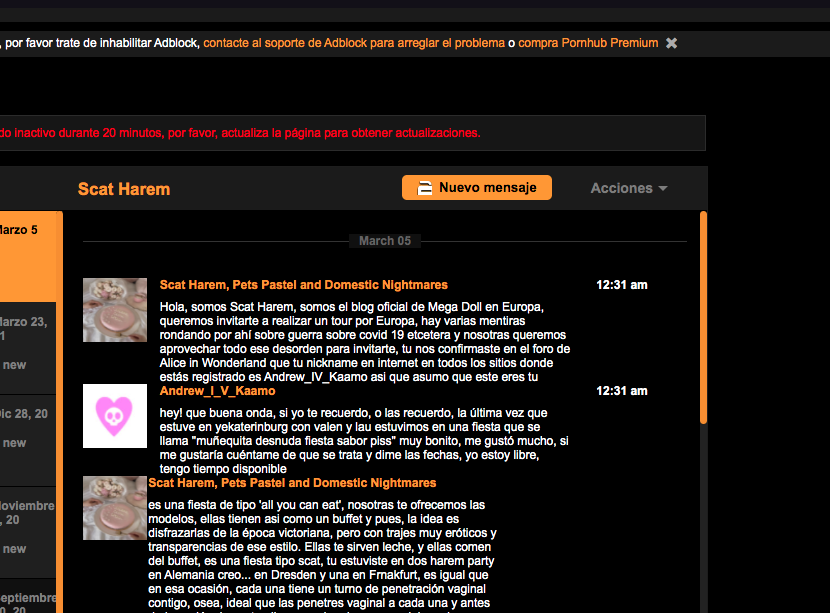 , por favor trate de inhabilitar Adblock, contacte al soporte de Adblock para arreglar el problema o compra Pornhub Premium ✖
do inactivo durante 20 minutos, por favor, actualiza la página para obtener actualizaciones.
Scat Harem
Nuevo mensaje
Acciones
Marzo 5
March 05
Scat Harem, Pets Pastel and Domestic Nightmares
12:31 am
Hola, somos Scat Harem, somos el blog oficial de Mega Doll en Europa,
queremos invitarte a realizar un tour por Europa, hay varias mentiras
rondando por ahí sobre guerra sobre covid 19 etcetera y nosotras queremos
aprovechar todo ese desorden para invitarte, tu nos confirmaste en el foro de
Alice in Wonderland que tu nickname en internet en todos los sitios donde
estás registrado es Andrew_IV_Kaamo asi que asumo que este eres tu
Andrew_I_V_Kaamo
12:31 am
hey! que buena onda, si yo te recuerdo, o las recuerdo, la última vez que
estuve en yekaterinburg con valen y lau estuvimos en una fiesta que se
llama "muñequita desnuda fiesta sabor piss" muy bonito, me gustó mucho, si
me gustaría cuéntame de que se trata y dime las fechas, yo estoy libre,
tengo tiempo disponible
Scat Harem, Pets Pastel and Domestic Nightmares
es una fiesta de tipo 'all you can eat', nosotras te ofrecemos las
modelos, ellas tienen asi como un buffet y pues, la idea es
disfrazarlas de la época victoriana, pero con trajes muy eróticos y
transparencias de ese estilo. Ellas te sirven leche, y ellas comen
del buffet, es una fiesta tipo scat, tu estuviste en dos harem party
en Alemania creo... en Dresden y una en Frnakfurt, es igual que
en esa ocasión, cada una tiene un turno de penetración vaginal
contigo, osea, ideal que las penetres vaginal a cada una y antes
Marzo 23,
1
new
Dic 28, 20
new
Noviembre
, 20
new
Septiembre
0, 20